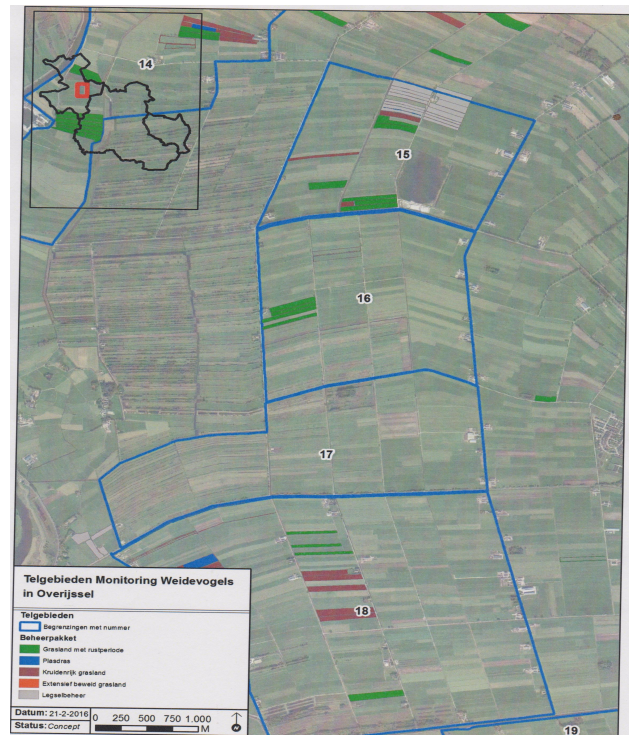 14
15
16
17
18
19
Telgebieden Monitoring Weidevogels
in Overijssel
Telgebieden
Begrenzingen met nummer
Beheerpakket
Grasland met rustperiode
Plasdras
Kruidenrijk grasland
Extensief beweid grasland
Legselbeheer
Datum: 21-2-2016
Status: Concept
0 250 500 750 1.000
M